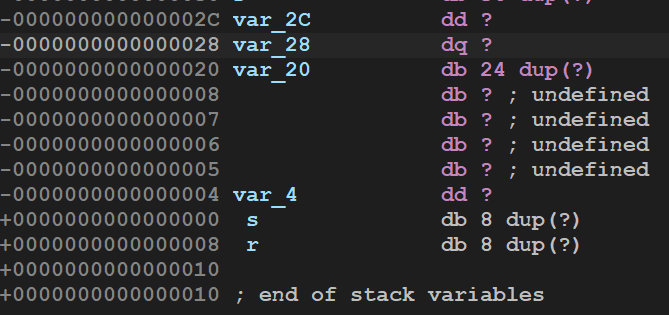 -000000000000002C var_2C dd ?
-0000000000000028 var_28 dq ?
-0000000000000020 var_20 db 24 dup(?)
-0000000000000008 db ? ; undefined
-0000000000000007 db ? ; undefined
-0000000000000006 db ? ; undefined
-0000000000000005 db ? ; undefined
-0000000000000004 var_4 dd ?
+0000000000000000 s db 8 dup(?)
+0000000000000008 r db 8 dup(?)
+0000000000000010
+0000000000000010 ; end of stack variables